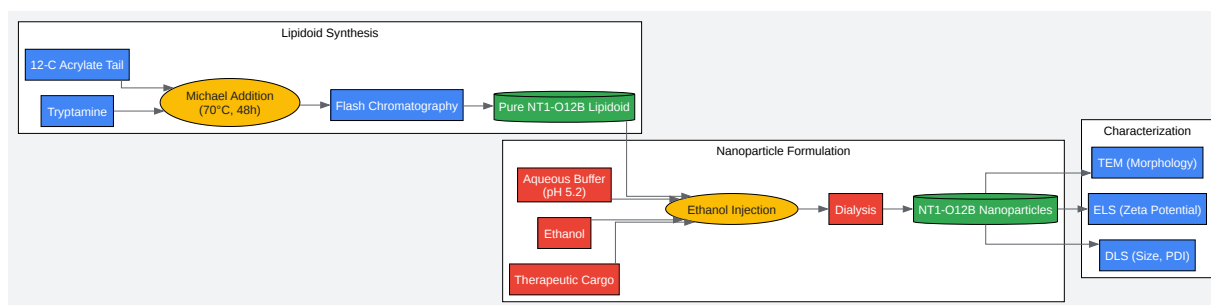 Lipidoid Synthesis
12-C Acrylate Tail
Tryptamine
Michael Addition
(70°C, 48h)
Flash Chromatography
Pure NT1-O12B Lipidoid
Nanoparticle Formulation
Aqueous Buffer
(pH 5.2)
Ethanol
Therapeutic Cargo
Ethanol Injection
Dialysis
NT1-O12B Nanoparticles
Characterization
TEM (Morphology)
ELS (Zeta Potential)
DLS (Size, PDI)